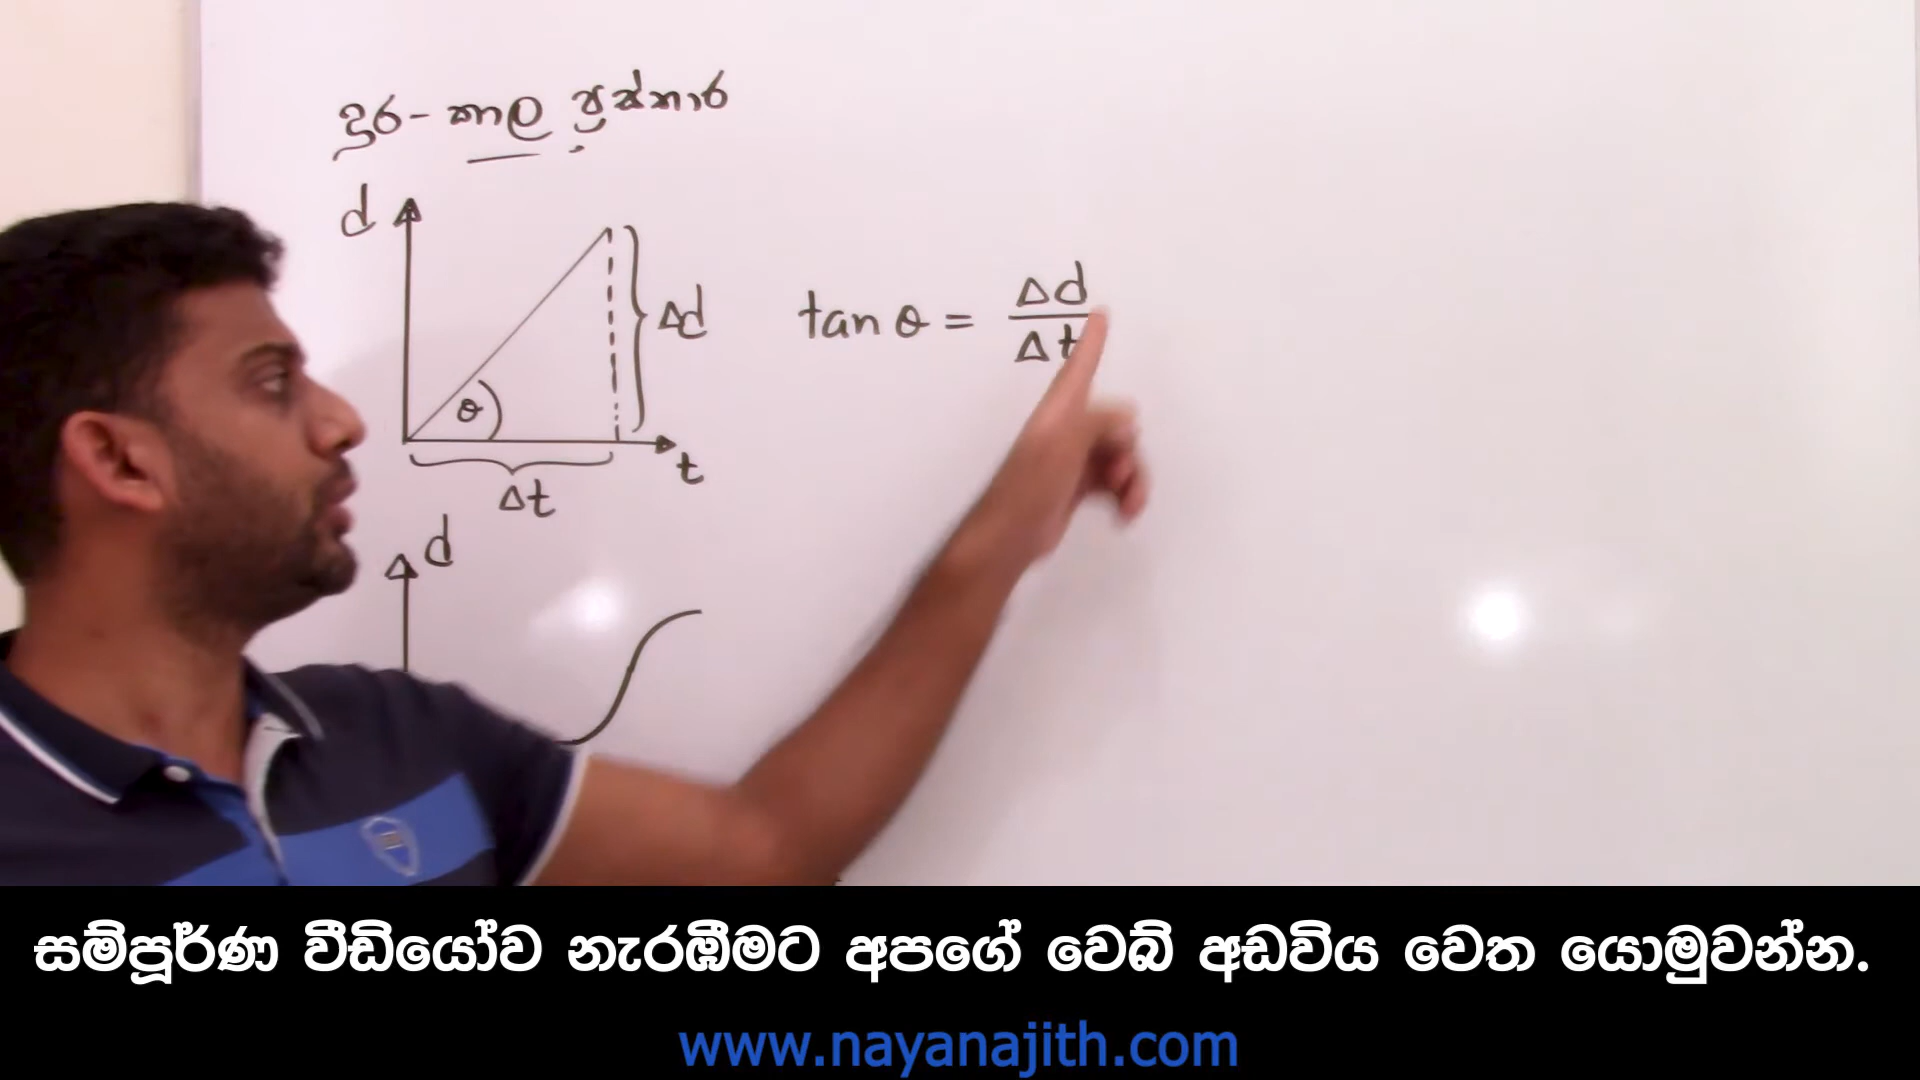 දුර - කාල ප්‍රස්තාර
d
Δd
θ
t
Δt
tan θ = Δd / Δt
d
සම්පූර්ණ වීඩියෝව නැරඹීමට අපගේ වෙබ් අඩවිය වෙත යොමුවන්න.
www.nayanajith.com